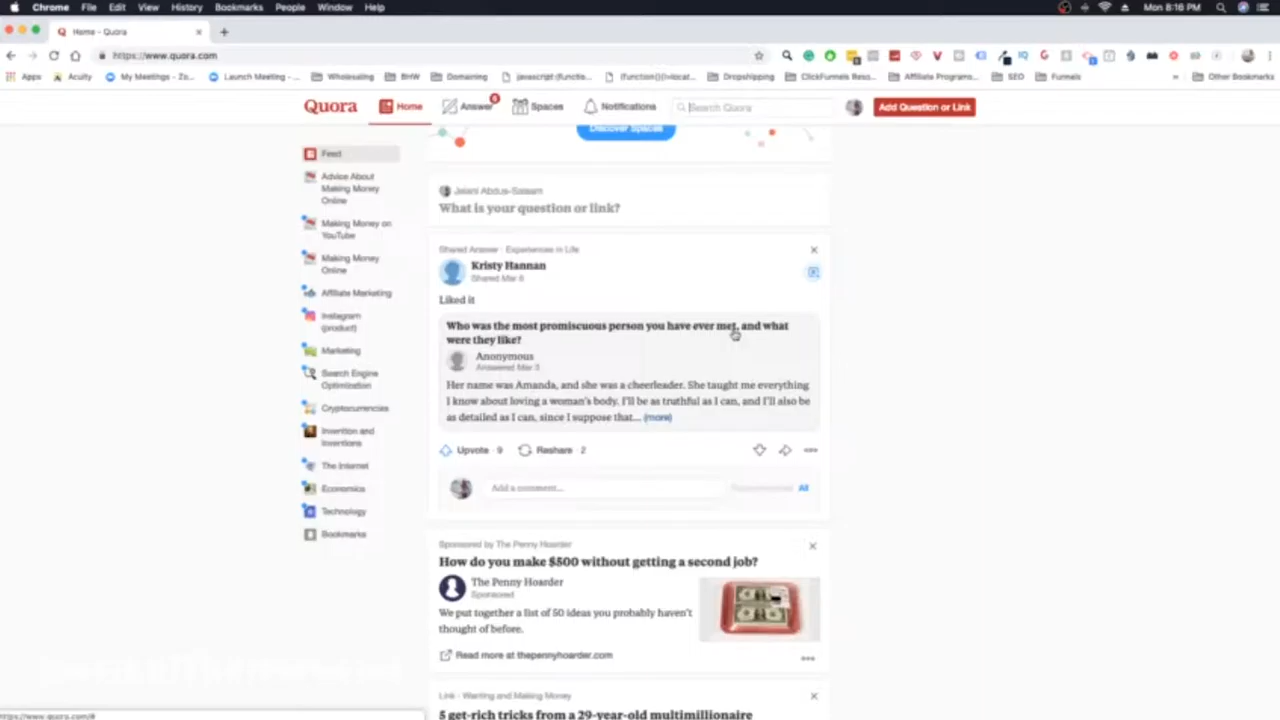 Chrome File Edit View History Bookmarks People Window Help Mon 8:16 PM
Home - Quora
https://www.quora.com
Apps Acuity My Meetings - Zo... Launch Meeting - ... Wholesaling BHW Domaining javascript:(functio... (function(){=locat... Dropshipping ClickFunnels Reso... Affiliate Programs... SEO Funnels Other Bookmarks
Quora Home Answer 6 Spaces Notifications Search Quora Add Question or Link
Discover Spaces
Feed
Advice About
Making Money
Online
Making Money on
YouTube
Making Money
Online
Affiliate Marketing
Instagram
(product)
Marketing
Search Engine
Optimization
Cryptocurrencies
Invention and
Inventions
The Internet
Economics
Technology
Bookmarks
Jelani Abdus-Salaam
What is your question or link?
Shared Answer · Experiences in Life
Kristy Hannan
Shared Mar 6
Liked it
Who was the most promiscuous person you have ever met, and what
were they like?
Anonymous
Answered Mar 3
Her name was Amanda, and she was a cheerleader. She taught me everything
I know about loving a woman's body. I'll be as truthful as I can, and I'll also be
as detailed as I can, since I suppose that... (more)
Upvote · 9 Reshare · 2
Add a comment... All
Sponsored by The Penny Hoarder
How do you make $500 without getting a second job?
The Penny Hoarder
Sponsored
We put together a list of 50 ideas you probably haven't
thought of before.
Read more at thepennyhoarder.com
Link · Wanting and Making Money
5 get-rich tricks from a 29-year-old multimillionaire
https://www.quora.com/#